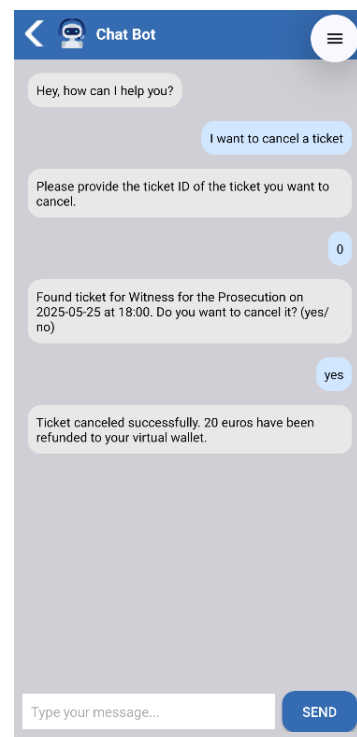 Chat Bot
Hey, how can I help you?
I want to cancel a ticket
Please provide the ticket ID of the ticket you want to
cancel.
0
Found ticket for Witness for the Prosecution on
2025-05-25 at 18:00. Do you want to cancel it? (yes/
no)
yes
Ticket canceled successfully. 20 euros have been
refunded to your virtual wallet.
Type your message...
SEND